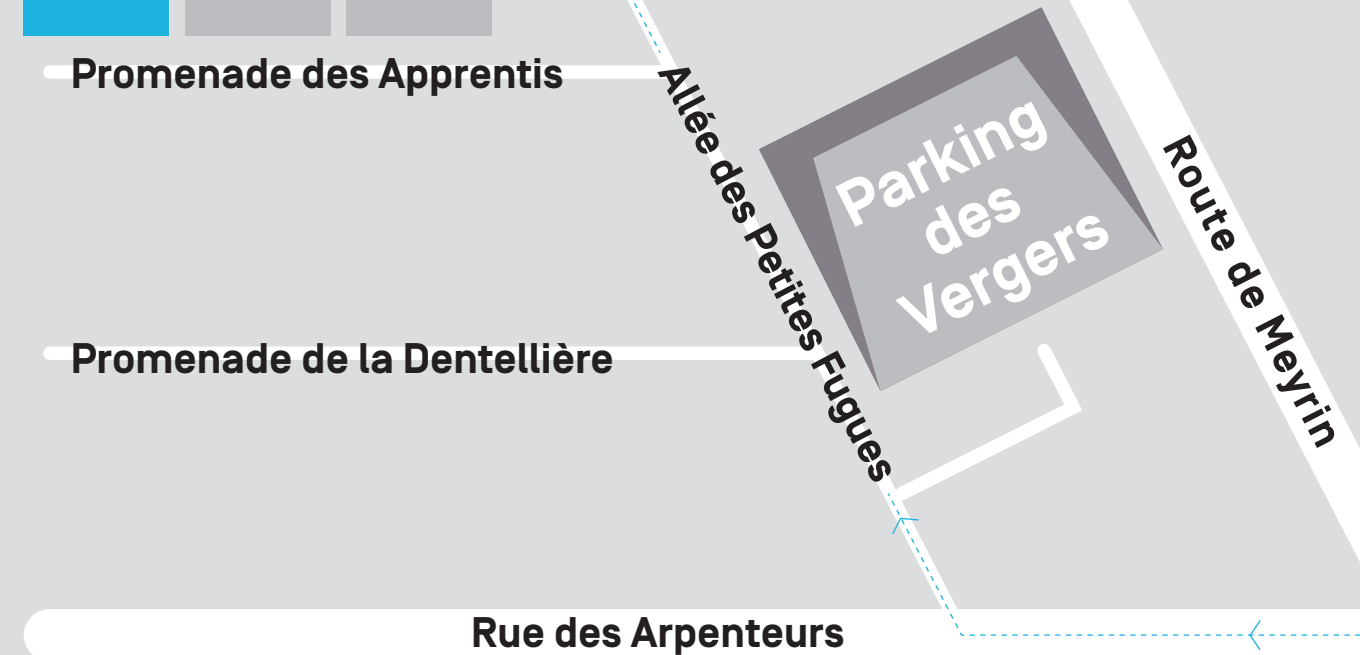 Promenade des Apprentis
Allée des Petites Fugues
Parking
des
Vergers
Route de Meyrin
Promenade de la Dentellière
Rue des Arpenteurs